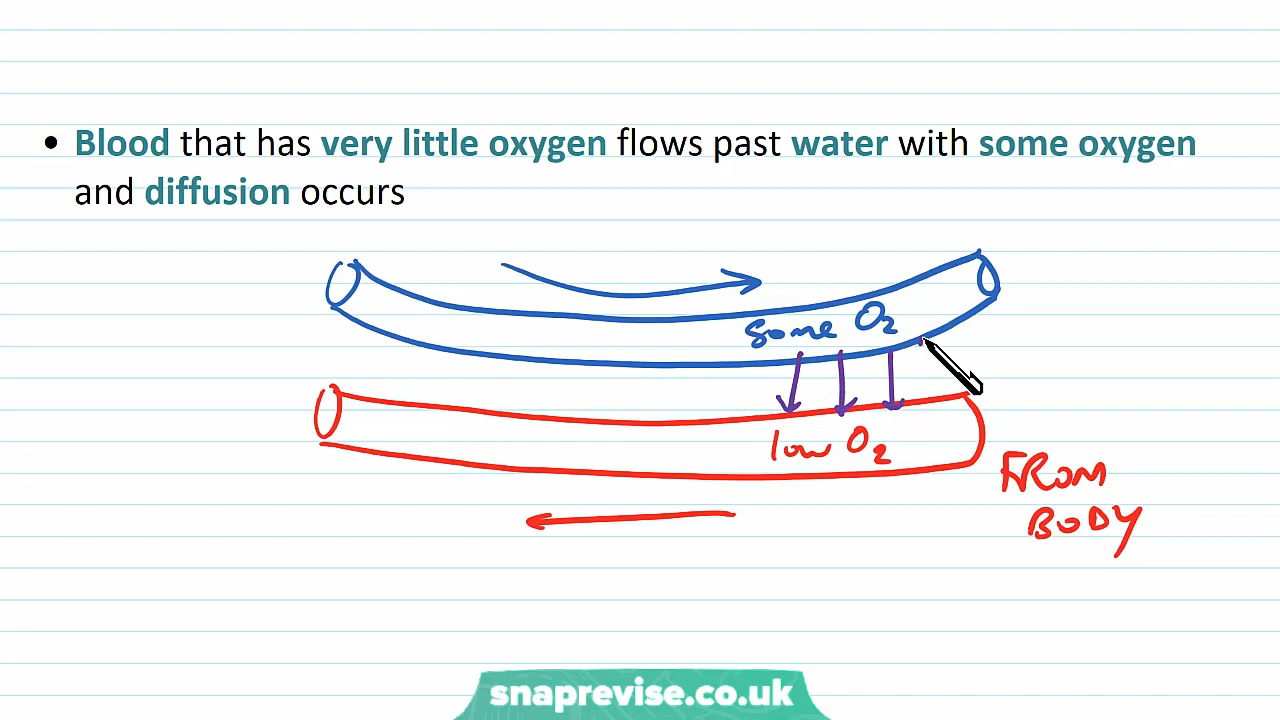 • Blood that has very little oxygen flows past water with some oxygen
and diffusion occurs
Some O2
low O2
FROM
BODY
snaprevise.co.uk